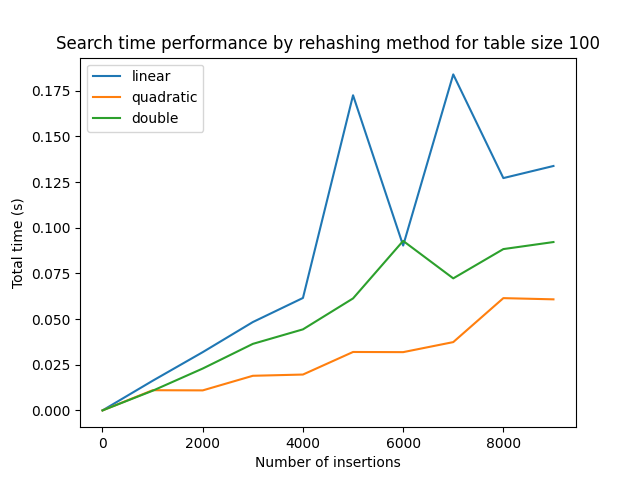 Search time performance by rehashing method for table size 100
linear
quadratic
double
0.175
0.150
0.125
0.100
0.075
0.050
0.025
0.000
Total time (s)
0 2000 4000 6000 8000
Number of insertions